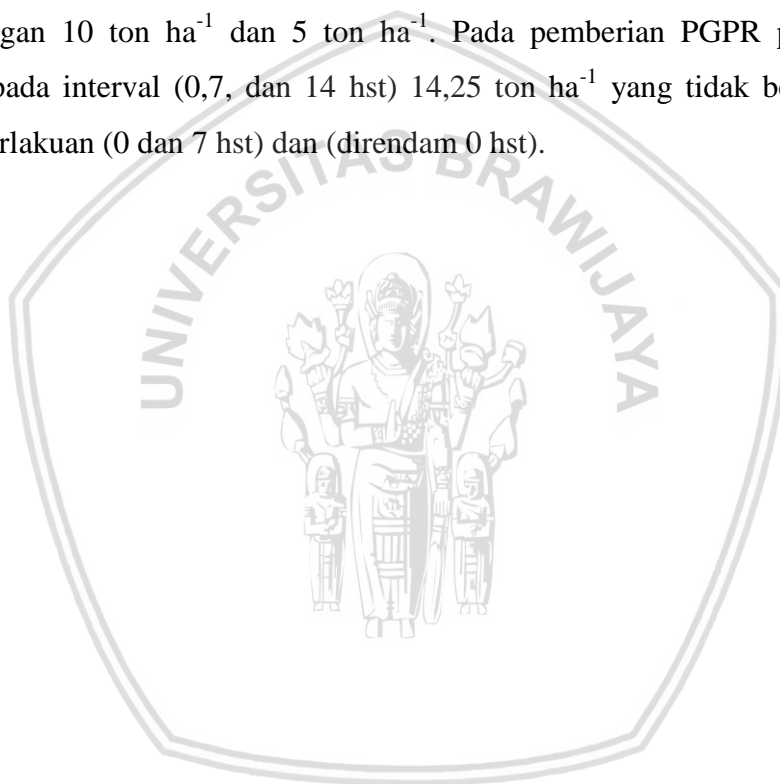 gan 10 ton ha⁻¹ dan 5 ton ha⁻¹. Pada pemberian PGPR p
pada interval (0,7, dan 14 hst) 14,25 ton ha⁻¹ yang tidak be
rlakuan (0 dan 7 hst) dan (direndam 0 hst).
UNIVERSITAS BRAWIJAYA